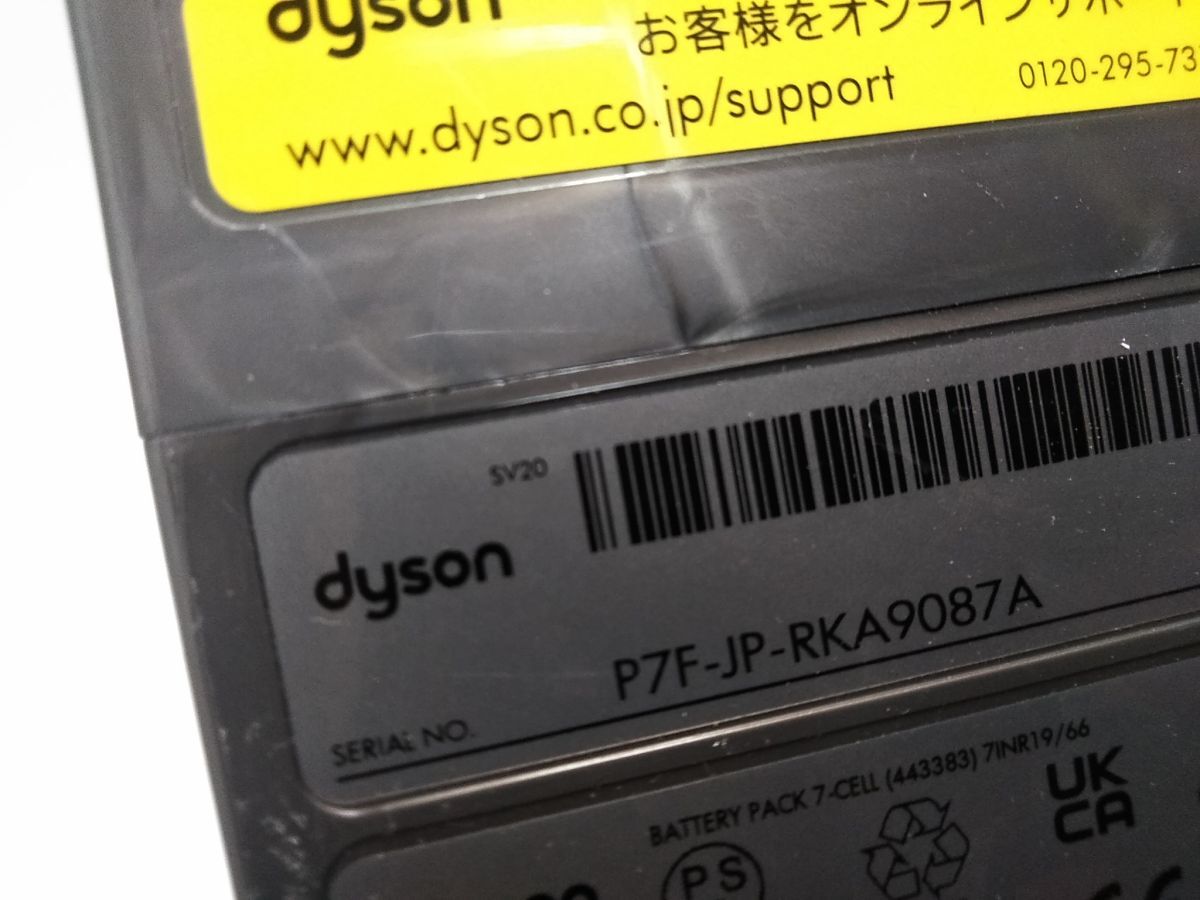 dyson
お客様をオンラインサポート
www.dyson.co.jp/support
0120-295-73
SV20
dyson
P7F-JP-RKA9087A
SERIAL NO.
BATTERY PACK 7-CELL (443383) 7INR19/66
UK
CA
PS